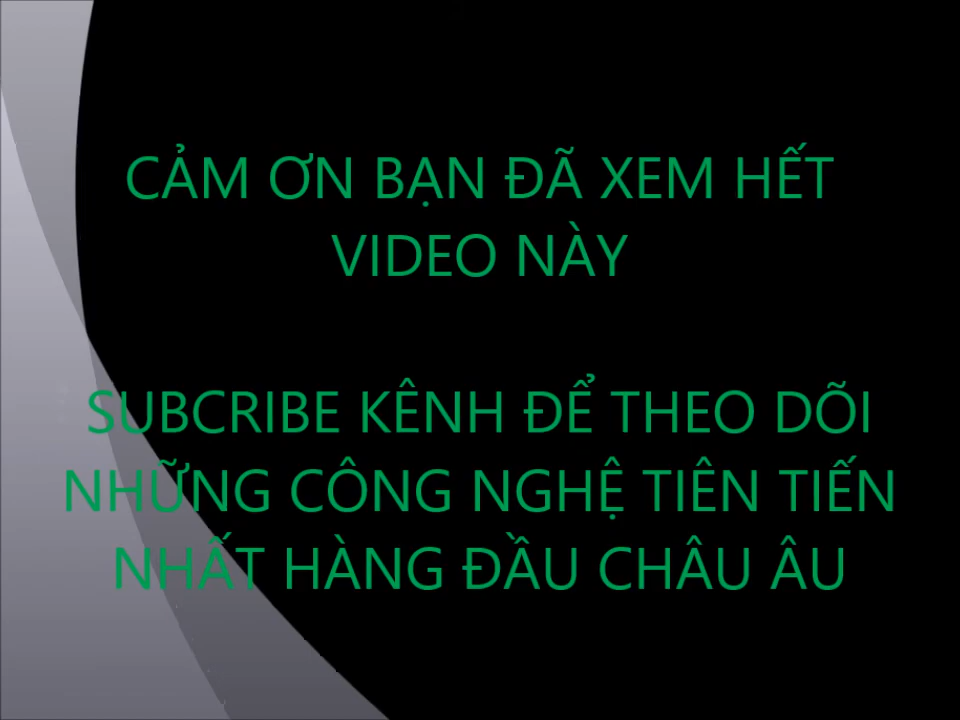 CẢM ƠN BẠN ĐÃ XEM HẾT
VIDEO NÀY
SUBCRIBE KÊNH ĐỂ THEO DÕI
NHỮNG CÔNG NGHỆ TIÊN TIẾN
NHẤT HÀNG ĐẦU CHÂU ÂU